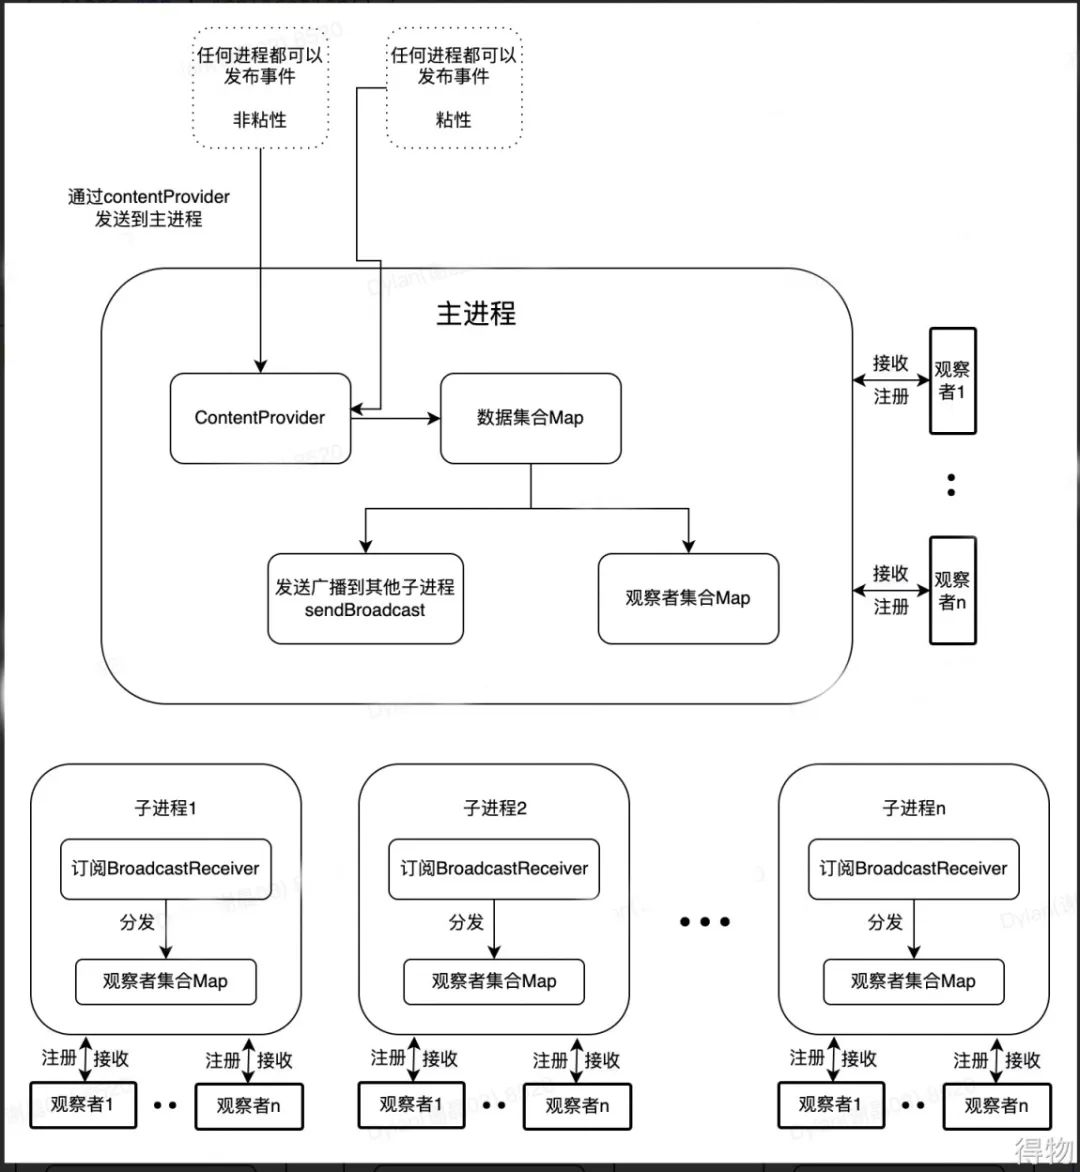 任何进程都可以
发布事件
非粘性
任何进程都可以
发布事件
粘性
通过contentProvider
发送到主进程
主进程
ContentProvider
数据集合Map
发送广播到其他子进程
sendBroadcast
观察者集合Map
接收
注册
观察
者1
接收
注册
观察
者n
子进程1
订阅BroadcastReceiver
分发
观察者集合Map
注册
接收
注册
接收
观察者1
观察者n
子进程2
订阅BroadcastReceiver
分发
观察者集合Map
注册
接收
注册
接收
观察者1
观察者n
子进程n
订阅BroadcastReceiver
分发
观察者集合Map
注册
接收
注册
接收
观察者1
观察者n
得物